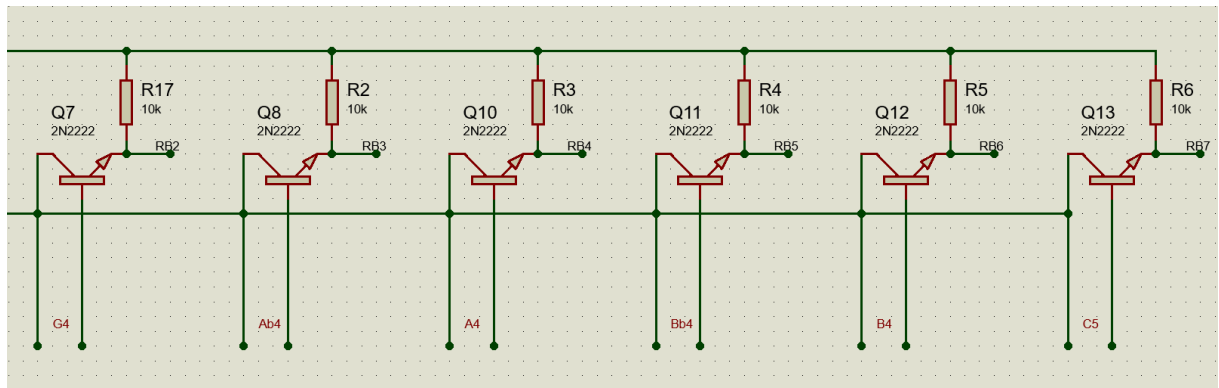 Q7
2N2222
R17
10k
RB2
G4
Q8
2N2222
R2
10k
RB3
Ab4
Q10
2N2222
R3
10k
RB4
A4
Q11
2N2222
R4
10k
RB5
Bb4
Q12
2N2222
R5
10k
RB6
B4
Q13
2N2222
R6
10k
RB7
C5